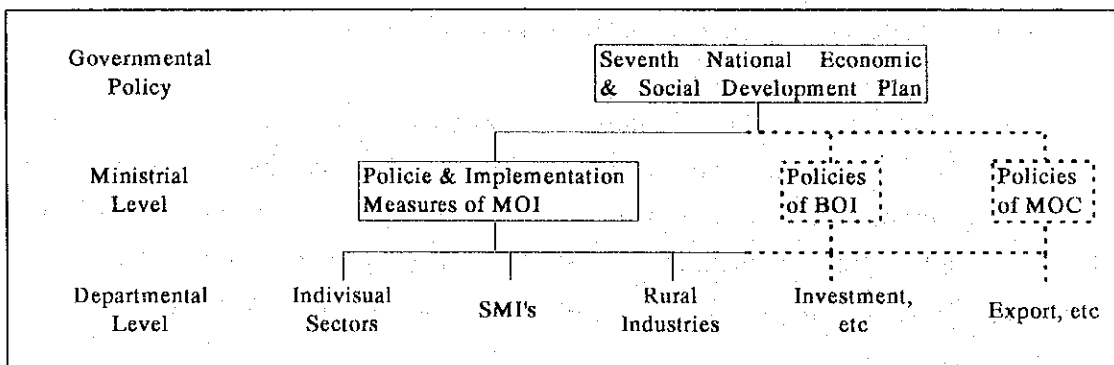 Governmental
Policy
Seventh National Economic
& Social Development Plan
Ministrial
Level
Policie & Implementation
Measures of MOI
Policies
of BOI
Policies
of MOC
Departmental
Level
Indivisual
Sectors
SMI's
Rural
Industries
Investment,
etc
Export, etc